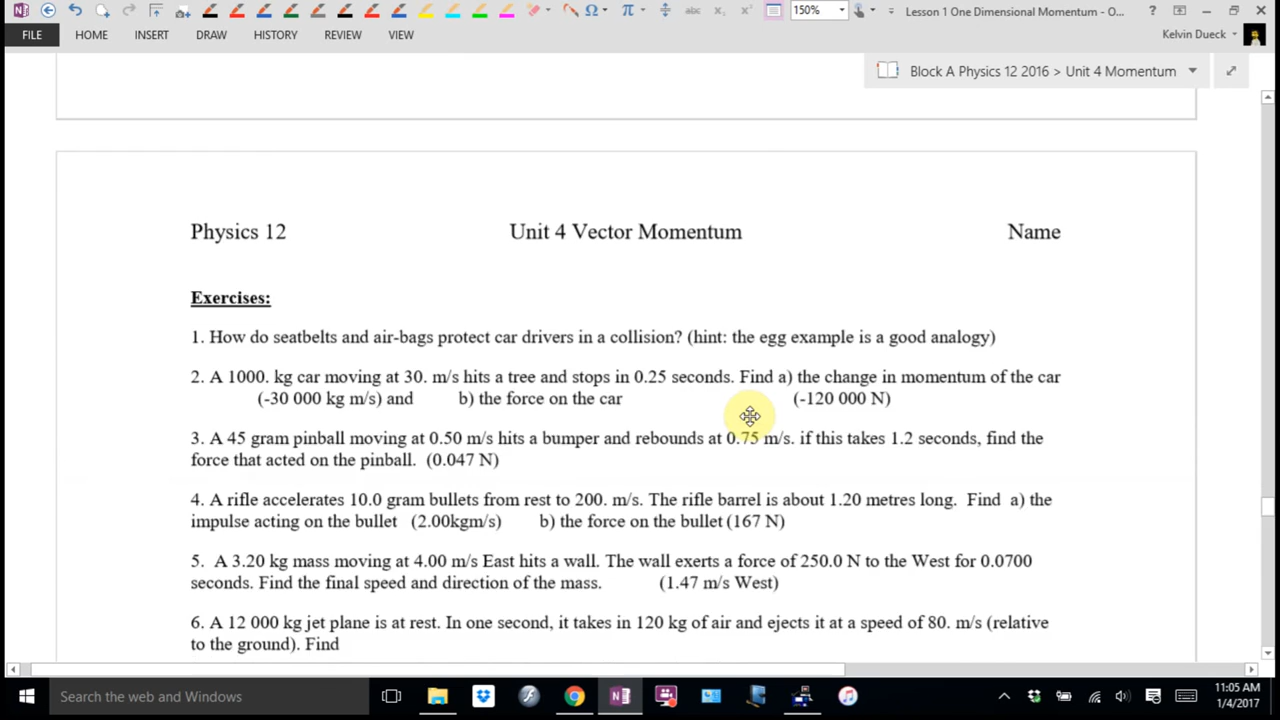 150%
Lesson 1 One Dimensional Momentum - O...
FILE HOME INSERT DRAW HISTORY REVIEW VIEW
Kelvin Dueck
Block A Physics 12 2016 > Unit 4 Momentum
Physics 12 Unit 4 Vector Momentum Name
Exercises:
1. How do seatbelts and air-bags protect car drivers in a collision? (hint: the egg example is a good analogy)
2. A 1000. kg car moving at 30. m/s hits a tree and stops in 0.25 seconds. Find a) the change in momentum of the car
(-30 000 kg m/s) and b) the force on the car (-120 000 N)
3. A 45 gram pinball moving at 0.50 m/s hits a bumper and rebounds at 0.75 m/s. if this takes 1.2 seconds, find the
force that acted on the pinball. (0.047 N)
4. A rifle accelerates 10.0 gram bullets from rest to 200. m/s. The rifle barrel is about 1.20 metres long. Find a) the
impulse acting on the bullet (2.00kgm/s) b) the force on the bullet (167 N)
5. A 3.20 kg mass moving at 4.00 m/s East hits a wall. The wall exerts a force of 250.0 N to the West for 0.0700
seconds. Find the final speed and direction of the mass. (1.47 m/s West)
6. A 12 000 kg jet plane is at rest. In one second, it takes in 120 kg of air and ejects it at a speed of 80. m/s (relative
to the ground). Find
Search the web and Windows
11:05 AM
1/4/2017